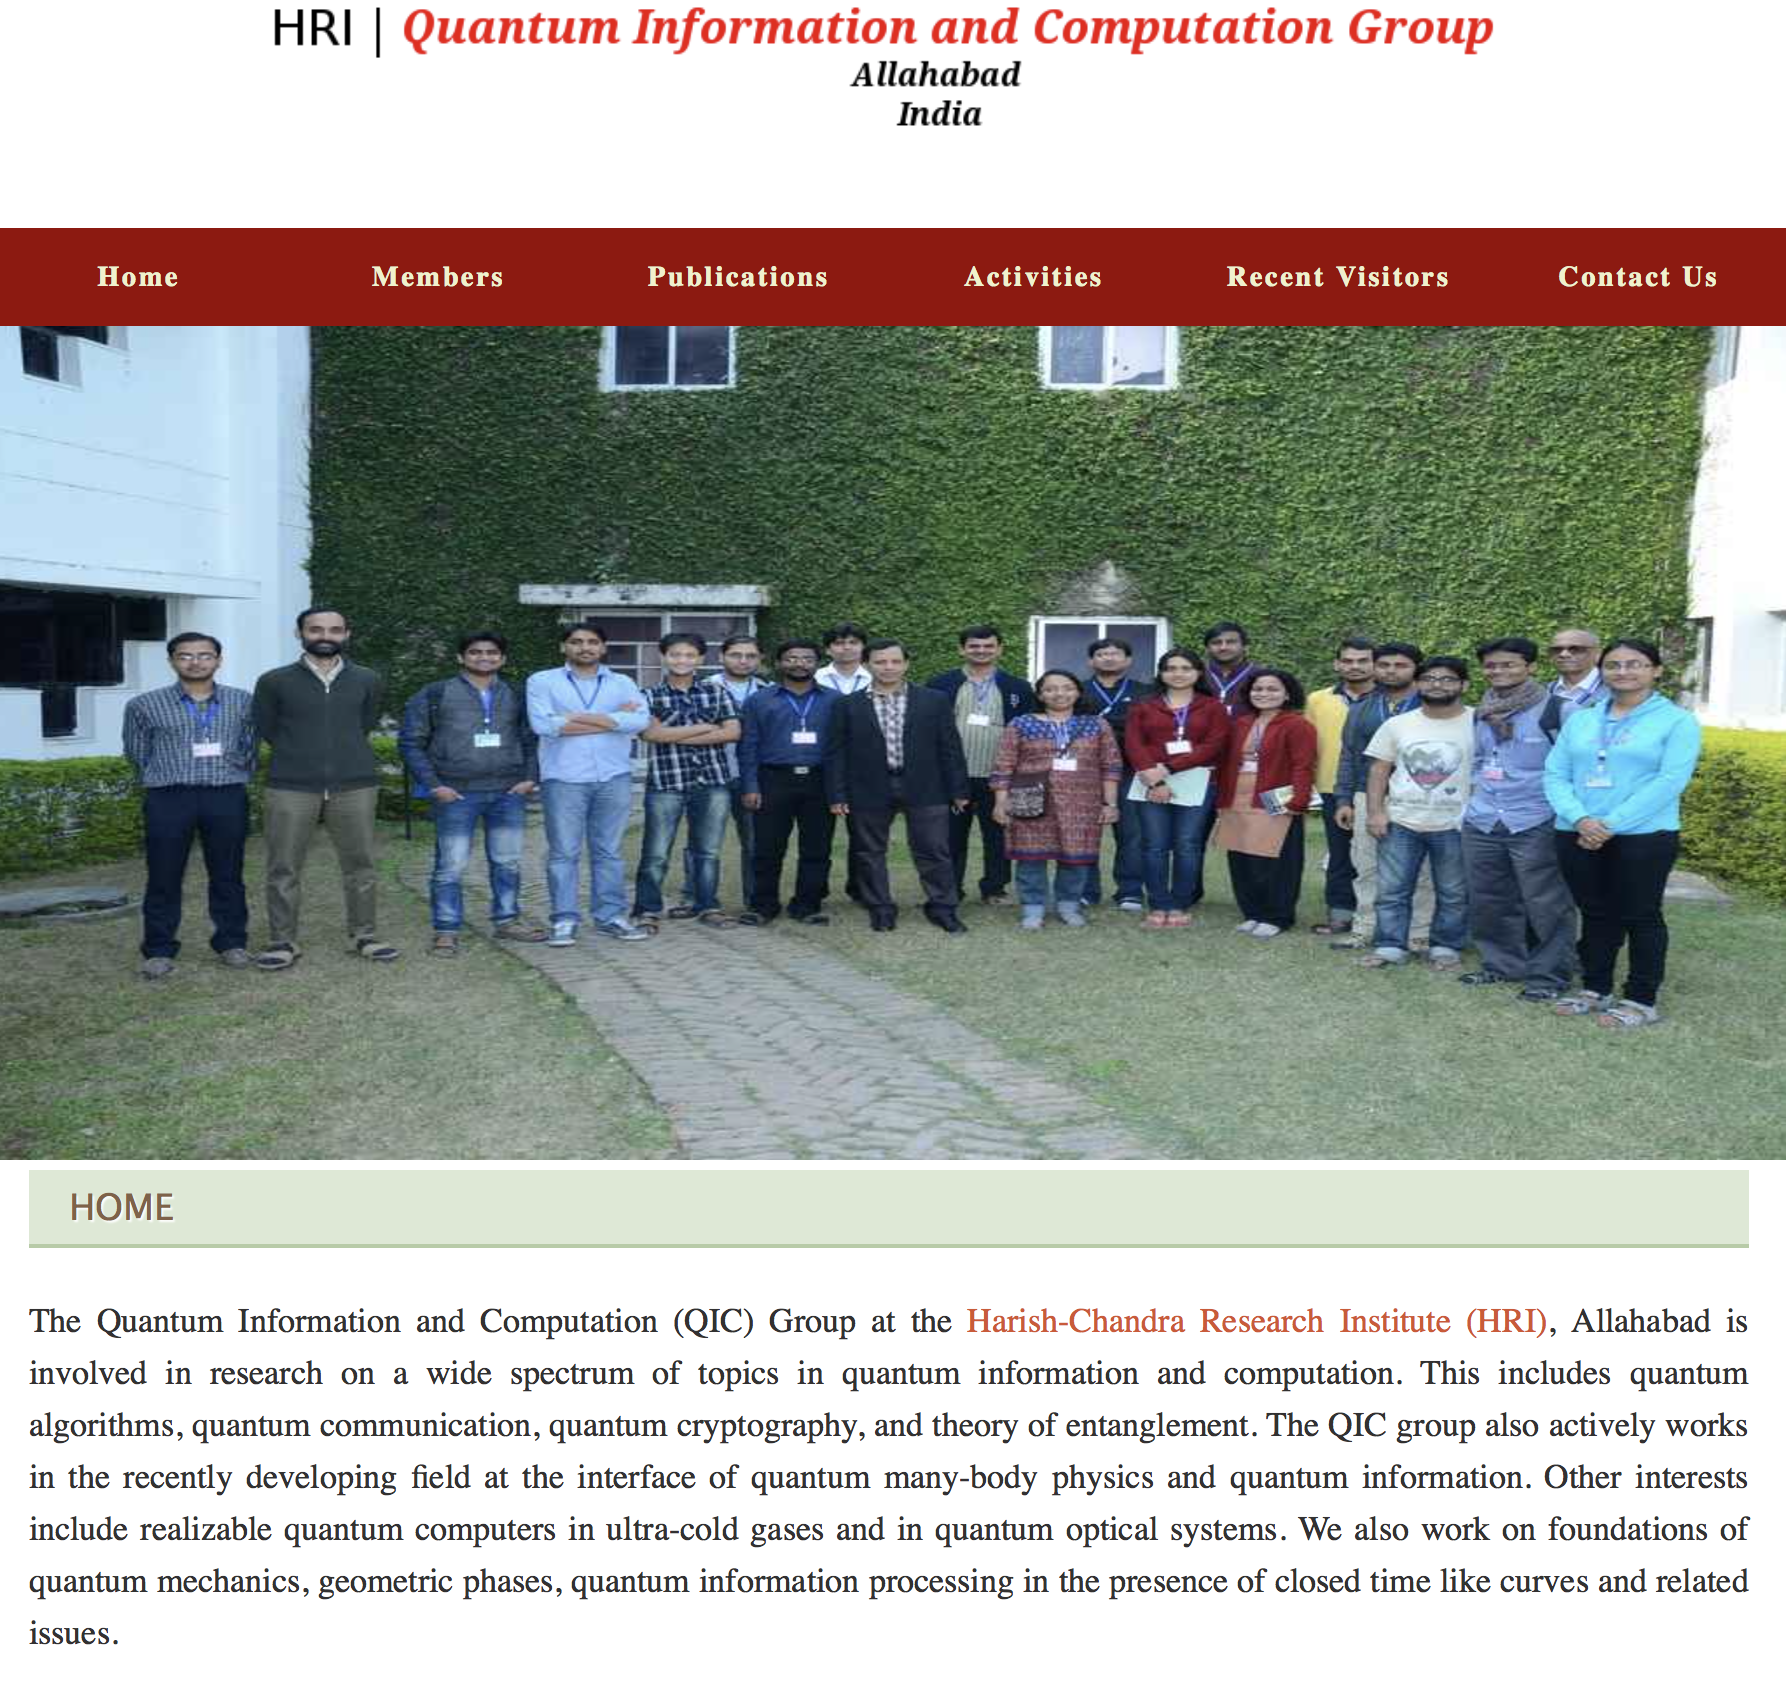 HRI | Quantum Information and Computation Group
Allahabad
India
Home Members Publications Activities Recent Visitors Contact Us
HOME
The Quantum Information and Computation (QIC) Group at the Harish-Chandra Research Institute (HRI), Allahabad is
involved in research on a wide spectrum of topics in quantum information and computation. This includes quantum
algorithms, quantum communication, quantum cryptography, and theory of entanglement. The QIC group also actively works
in the recently developing field at the interface of quantum many-body physics and quantum information. Other interests
include realizable quantum computers in ultra-cold gases and in quantum optical systems. We also work on foundations of
quantum mechanics, geometric phases, quantum information processing in the presence of closed time like curves and related
issues.